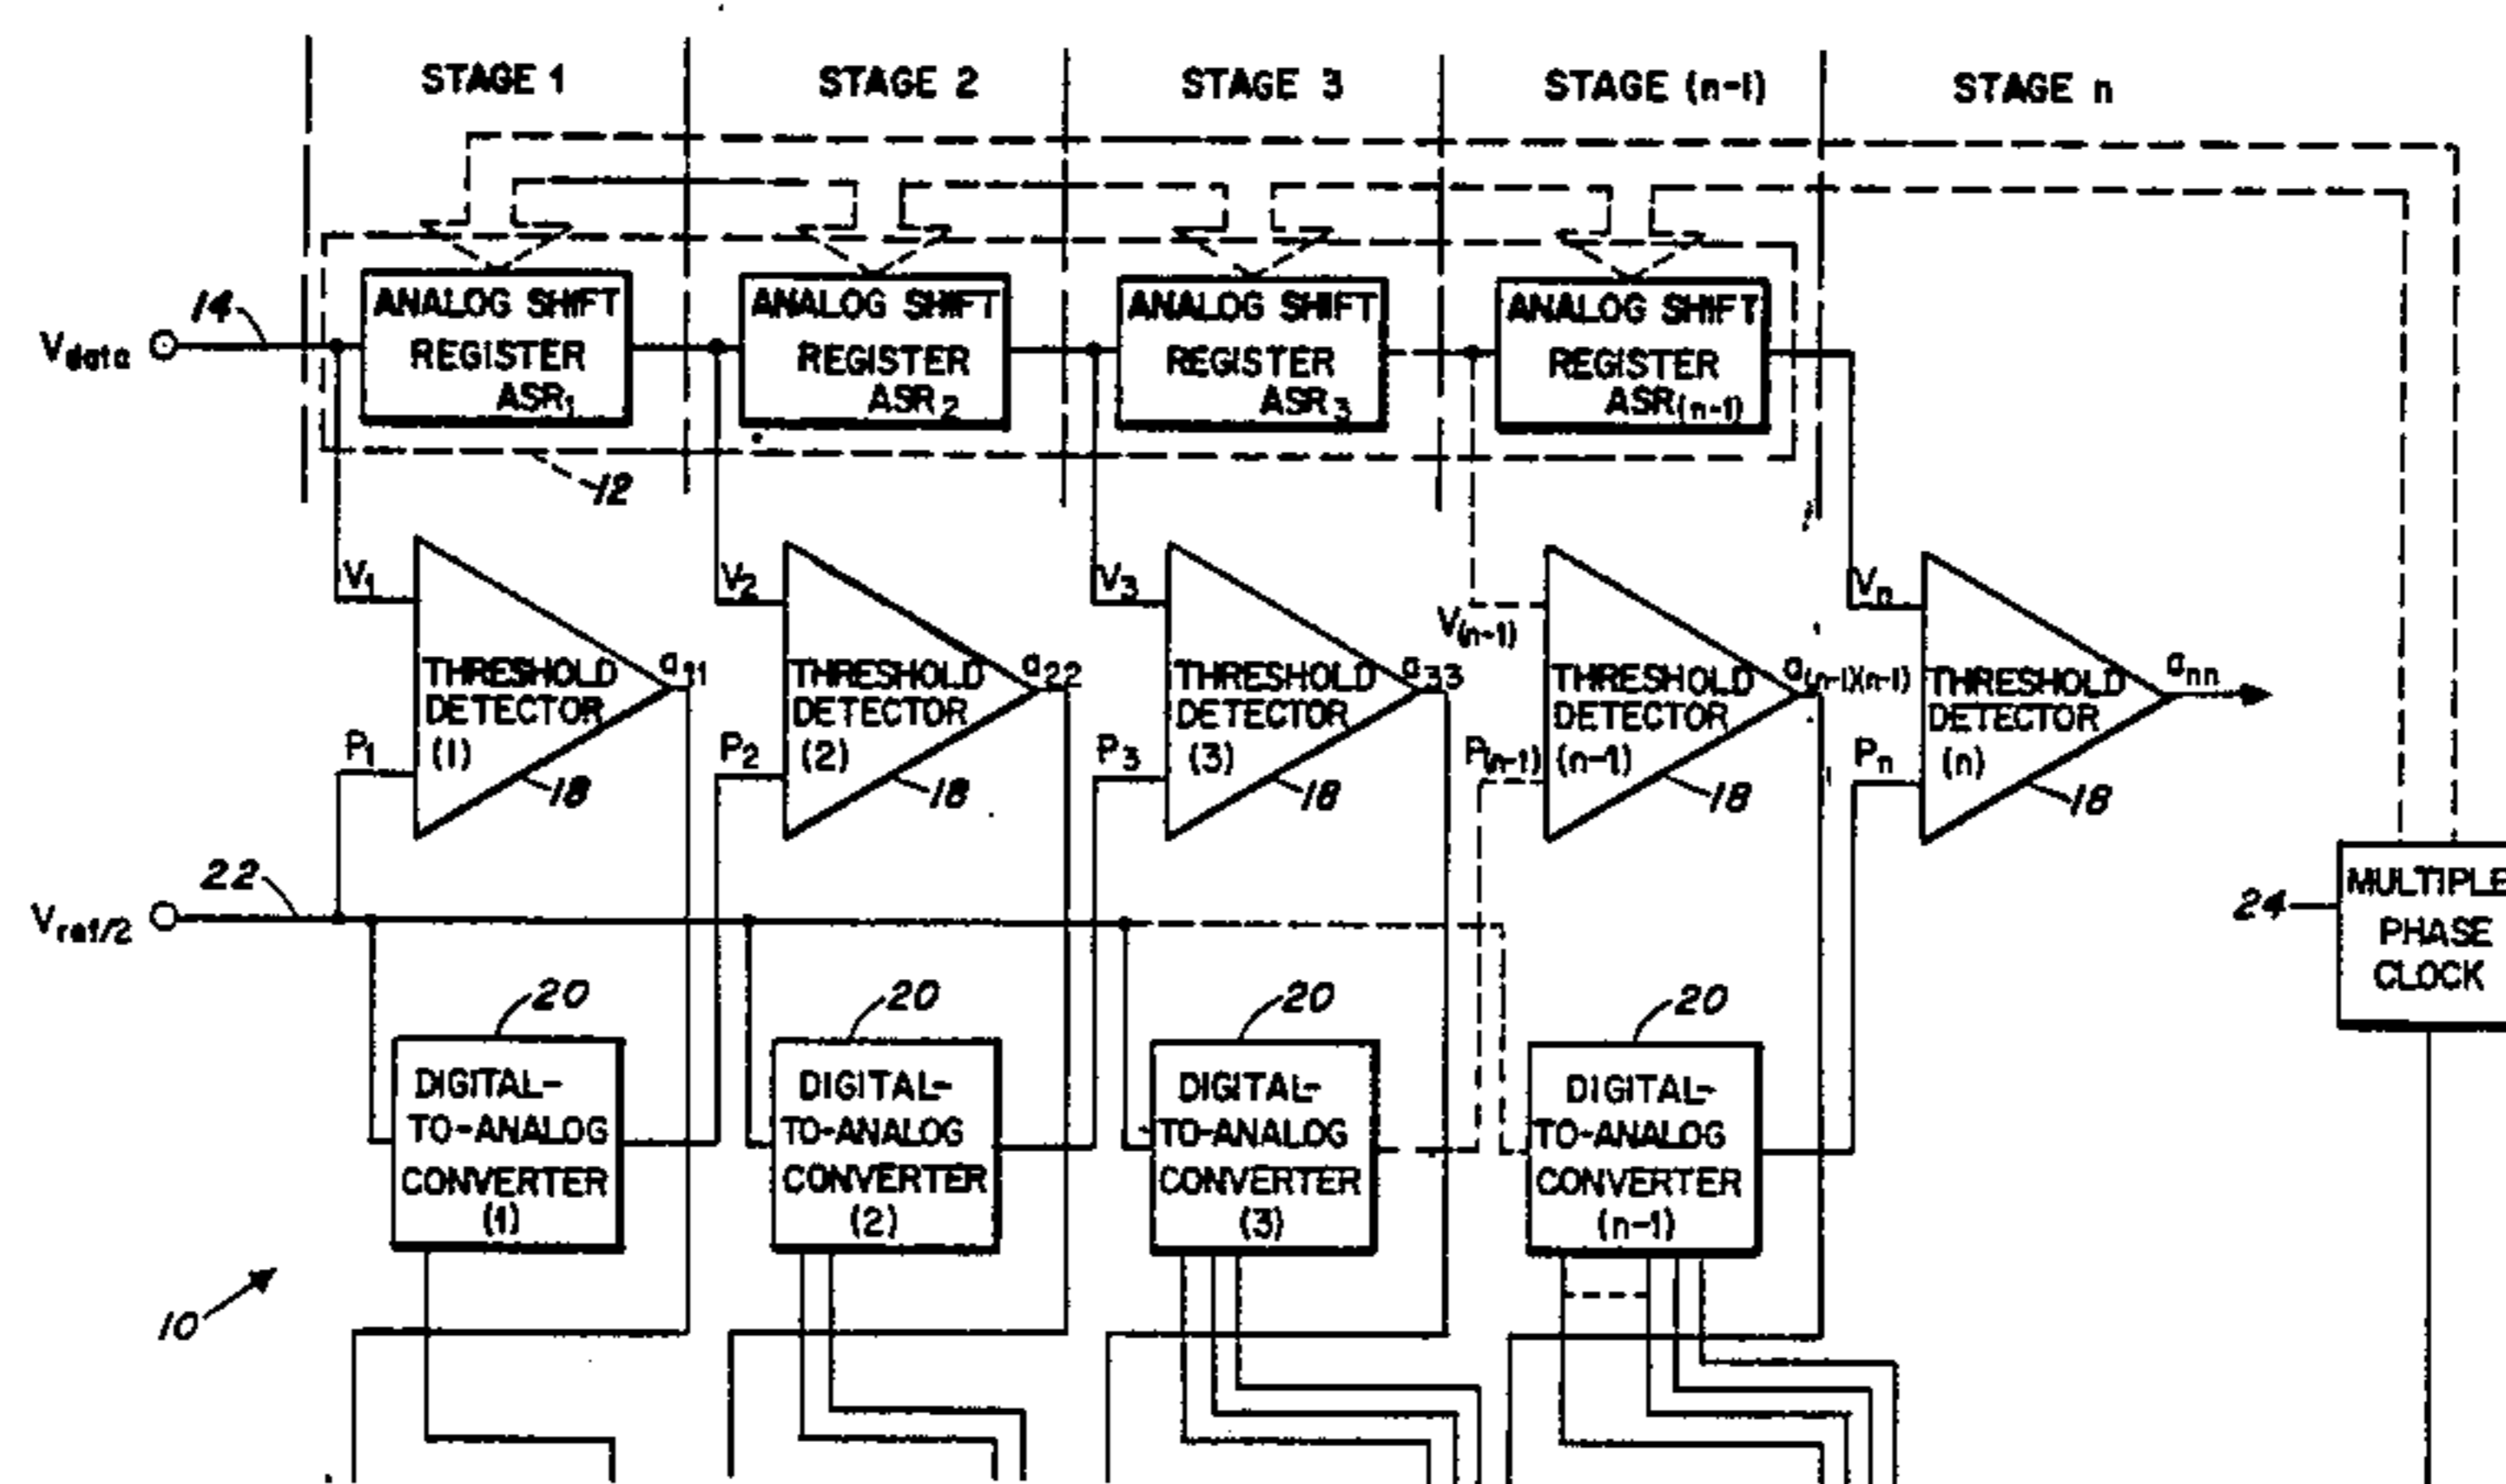 STAGE 1 STAGE 2 STAGE 3 STAGE (n-1) STAGE n
14
V data
ANALOG SHIFT
REGISTER
ASR1
ANALOG SHIFT
REGISTER
ASR2
ANALOG SHIFT
REGISTER
ASR3
ANALOG SHIFT
REGISTER
ASR(n-1)
12
V1
THRESHOLD
DETECTOR
(1)
P1
a11
18
V2
THRESHOLD
DETECTOR
(2)
P2
a22
18
V3
THRESHOLD
DETECTOR
(3)
P3
a33
18
V(n-1)
THRESHOLD
DETECTOR
(n-1)
P(n-1)
a(n-1)(n-1)
18
Vn
THRESHOLD
DETECTOR
(n)
Pn
ann
18
22
Vref/2
24
MULTIPLE
PHASE
CLOCK
20
DIGITAL-
TO-ANALOG
CONVERTER
(1)
20
DIGITAL-
TO-ANALOG
CONVERTER
(2)
20
DIGITAL-
TO-ANALOG
CONVERTER
(3)
20
DIGITAL-
TO-ANALOG
CONVERTER
(n-1)
10